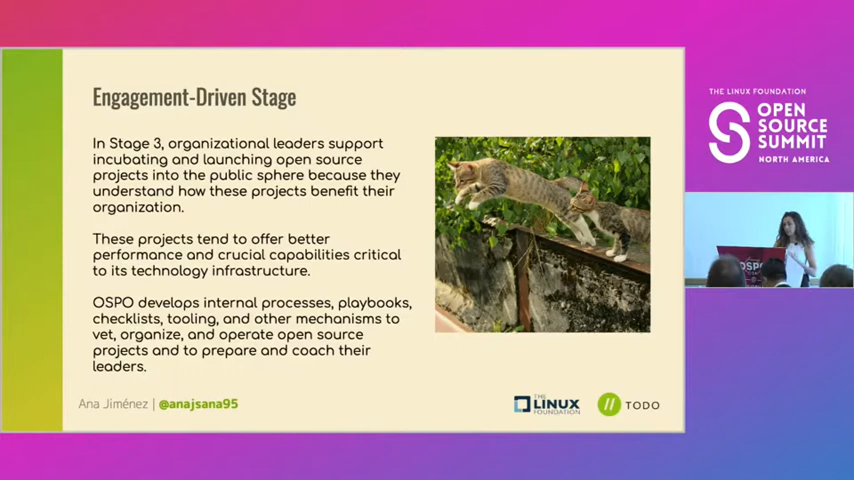 Engagement-Driven Stage
In Stage 3, organizational leaders support
incubating and launching open source
projects into the public sphere because they
understand how these projects benefit their
organization.
These projects tend to offer better
performance and crucial capabilities critical
to its technology infrastructure.
OSPO develops internal processes, playbooks,
checklists, tooling, and other mechanisms to
vet, organize, and operate open source
projects and to prepare and coach their
leaders.
Ana Jiménez | @anajsana95
THE
LINUX
FOUNDATION
TODO
THE LINUX FOUNDATION
OPEN
SOURCE
SUMMIT
NORTH AMERICA
OSPO